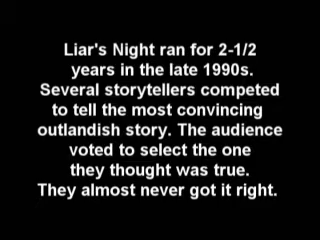 Liar's Night ran for 2-1/2
years in the late 1990s.
Several storytellers competed
to tell the most convincing
outlandish story. The audience
voted to select the one
they thought was true.
They almost never got it right.